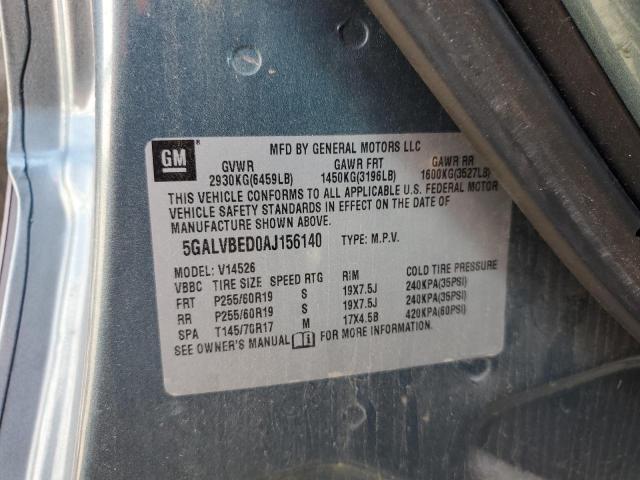 GM
MFD BY GENERAL MOTORS LLC
GVWR GAWR FRT GAWR RR
2930KG(6459LB) 1450KG(3196LB) 1600KG(3527LB)
THIS VEHICLE CONFORMS TO ALL APPLICABLE U.S. FEDERAL MOTOR
VEHICLE SAFETY STANDARDS IN EFFECT ON THE DATE OF
MANUFACTURE SHOWN ABOVE.
5GALVBED0AJ156140 TYPE: M.P.V.
MODEL: V14526
VBBC TIRE SIZE SPEED RTG RIM COLD TIRE PRESSURE
FRT P255/60R19 S 19X7.5J 240KPA(35PSI)
RR P255/60R19 S 19X7.5J 240KPA(35PSI)
SPA T145/70R17 M 17X4.5B 420KPA(60PSI)
SEE OWNER'S MANUAL FOR MORE INFORMATION.